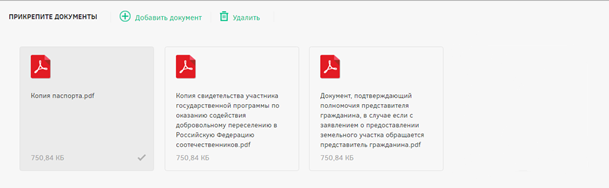 ПРИКРЕПИТЕ ДОКУМЕНТЫ Добавить документ Удалить
Копия паспорта.pdf
750,84 КБ
Копия свидетельства участника
государственной программы по
оказанию содействия
добровольному переселению в
Российскую Федерацию
соотечественников.pdf
750,84 КБ
Документ, подтверждающий
полномочия представителя
гражданина, в случае если с
заявлением о предоставлении
земельного участка обращается
представитель гражданина.pdf
750,84 КБ